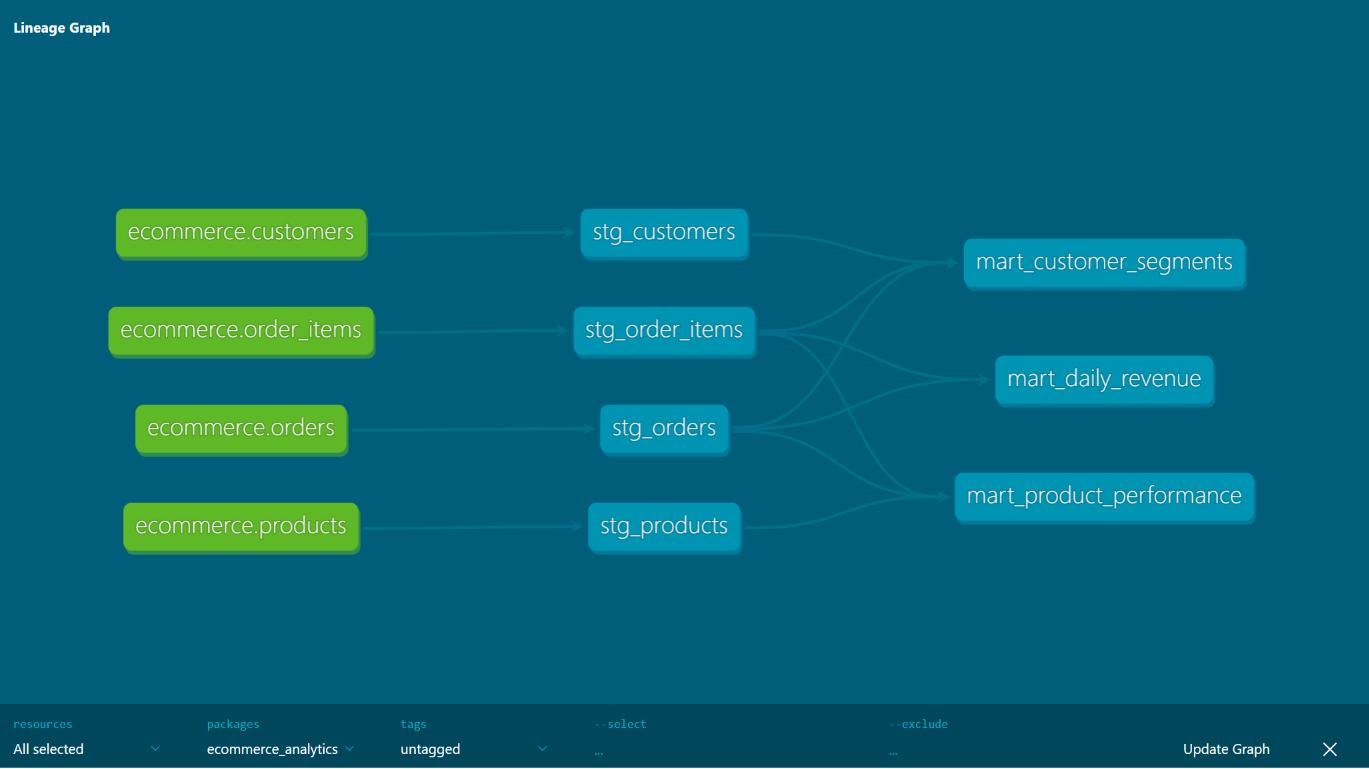 Lineage Graph
ecommerce.customers
stg_customers
mart_customer_segments
ecommerce.order_items
stg_order_items
mart_daily_revenue
ecommerce.orders
stg_orders
mart_product_performance
ecommerce.products
stg_products
resources packages tags --select --exclude
All selected ecommerce_analytics untagged ... ... Update Graph